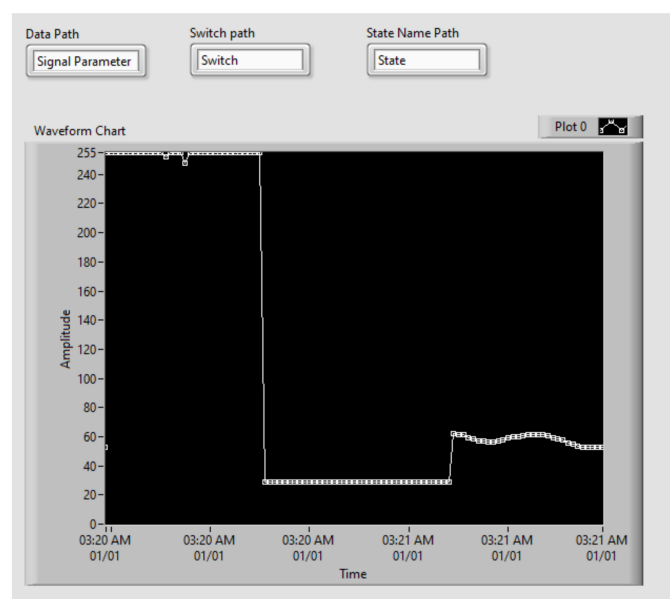 Data Path
Switch path
State Name Path
Signal Parameter
Switch
State
Waveform Chart
Plot 0
255
240
220
200
180
160
140
120
100
80
60
40
20
0
Amplitude
03:20 AM 03:20 AM 03:20 AM 03:21 AM 03:21 AM 03:21 AM
01/01 01/01 01/01 01/01 01/01 01/01
Time